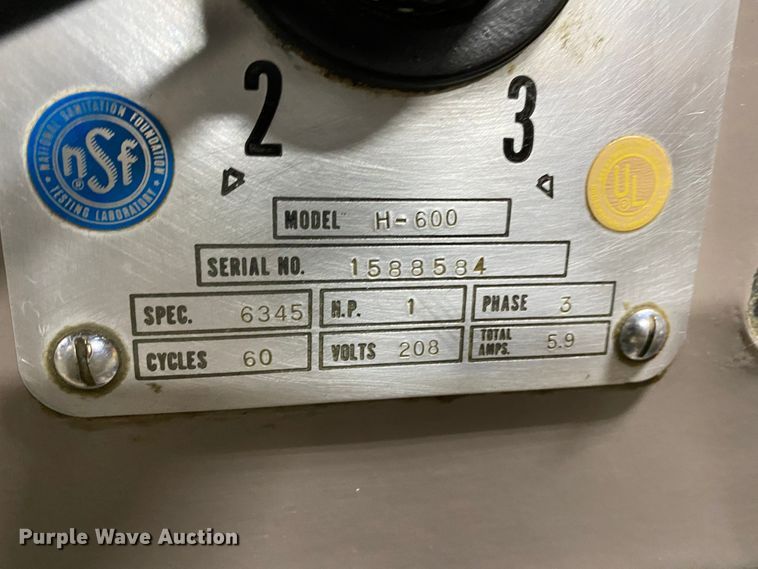 2 3
NATIONAL SANITATION FOUNDATION
nSf
®
TESTING LABORATORY
UL
®
MODEL H-600
SERIAL NO. 1588584
SPEC. 6345 H.P. 1 PHASE 3
CYCLES 60 VOLTS 208 TOTAL AMPS. 5.9
Purple Wave Auction